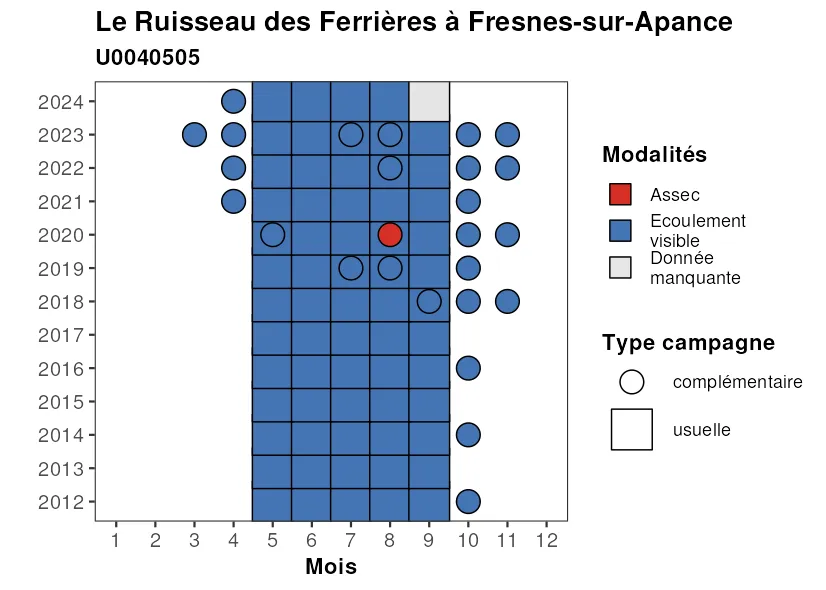 Le Ruisseau des Ferrières à Fresnes-sur-Apance
U0040505
2024
2023
2022
2021
2020
2019
2018
2017
2016
2015
2014
2013
2012
1 2 3 4 5 6 7 8 9 10 11 12
Mois
Modalités
Assec
Ecoulement
visible
Donnée
manquante
Type campagne
complémentaire
usuelle